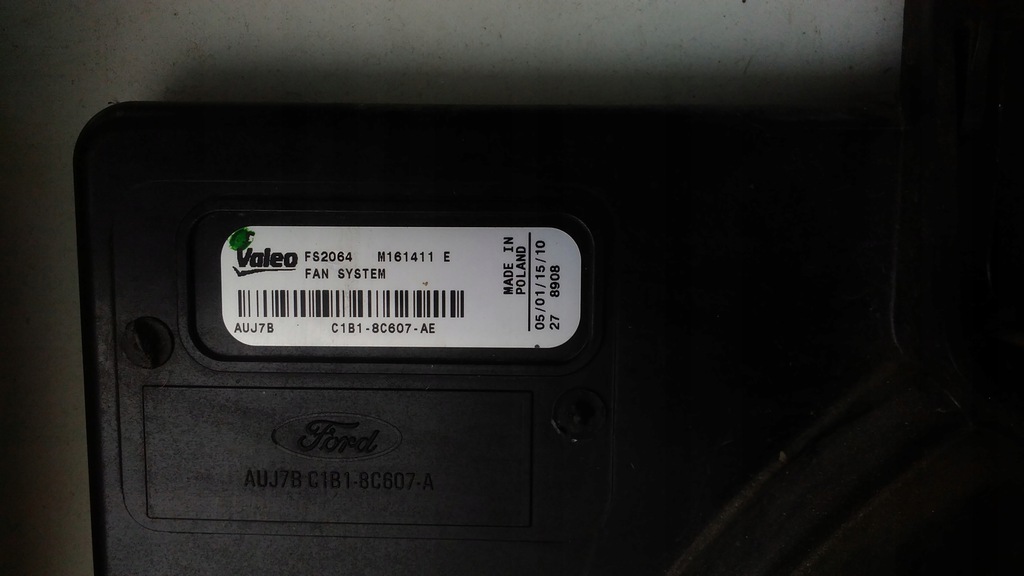 Valeo FS2064 M161411 E
FAN SYSTEM
AUJ7B C1B1-8C607-AE
MADE IN
POLAND
05/01/15/10
27 8908
Ford
AUJ7B C1B1-8C607-A